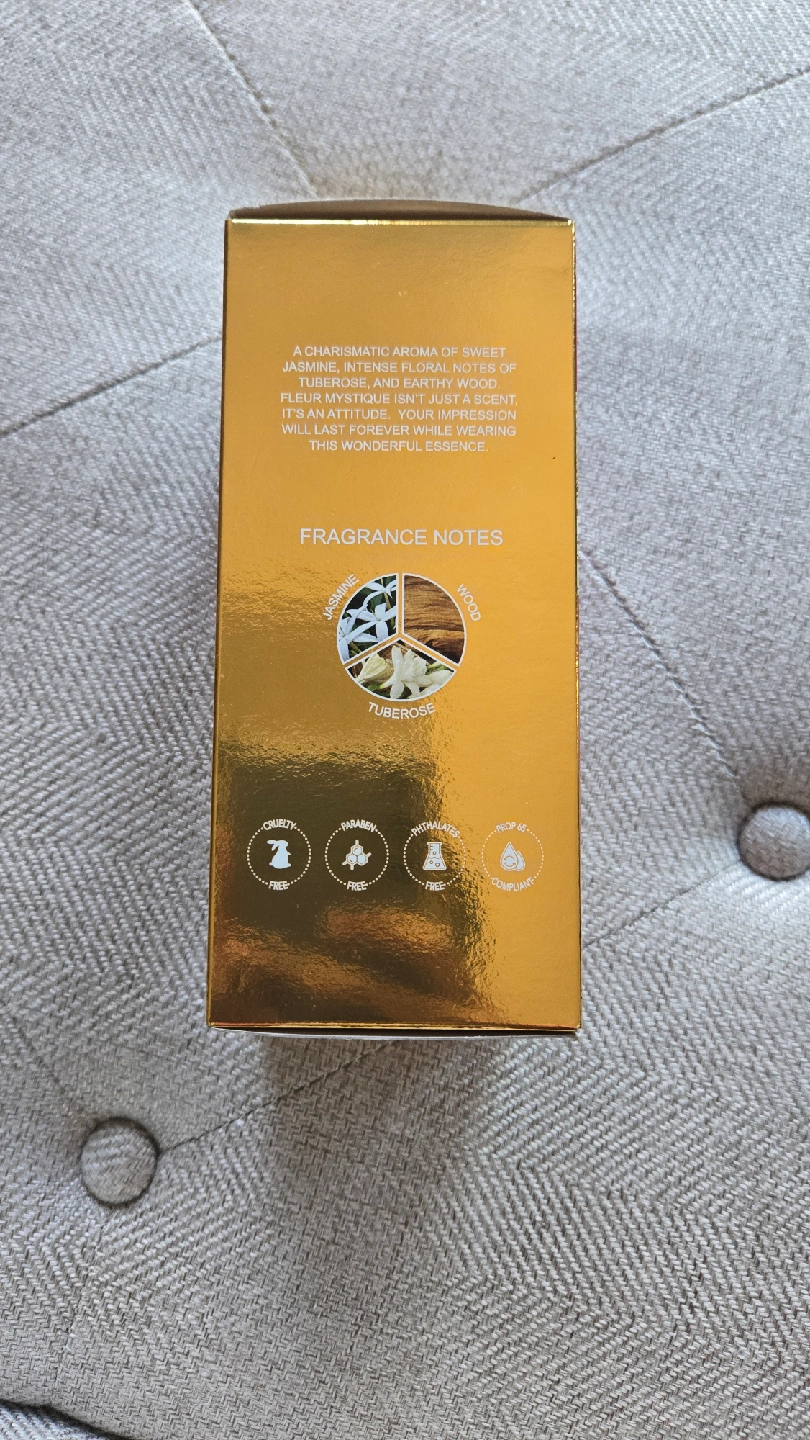 A CHARISMATIC AROMA OF SWEET
JASMINE, INTENSE FLORAL NOTES OF
TUBEROSE, AND EARTHY WOOD.
FLEUR MYSTIQUE ISN'T JUST A SCENT,
IT'S AN ATTITUDE. YOUR IMPRESSION
WILL LAST FOREVER WHILE WEARING
THIS WONDERFUL ESSENCE.
FRAGRANCE NOTES
JASMINE
WOOD
TUBEROSE
CRUELTY
FREE
PARABEN
FREE
PHTHALATES
FREE
PROP 65
COMPLIANT